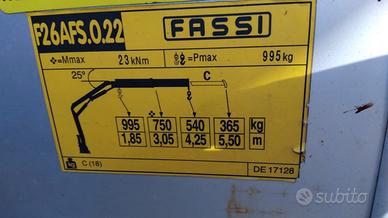 F26AFS.0.22
FASSI
=Mmax 23 kNm =Pmax 995 kg
25°
C
995 750 540 365 kg
1,85 3,05 4,25 5,50 m
C (18)
DE 17128
subito